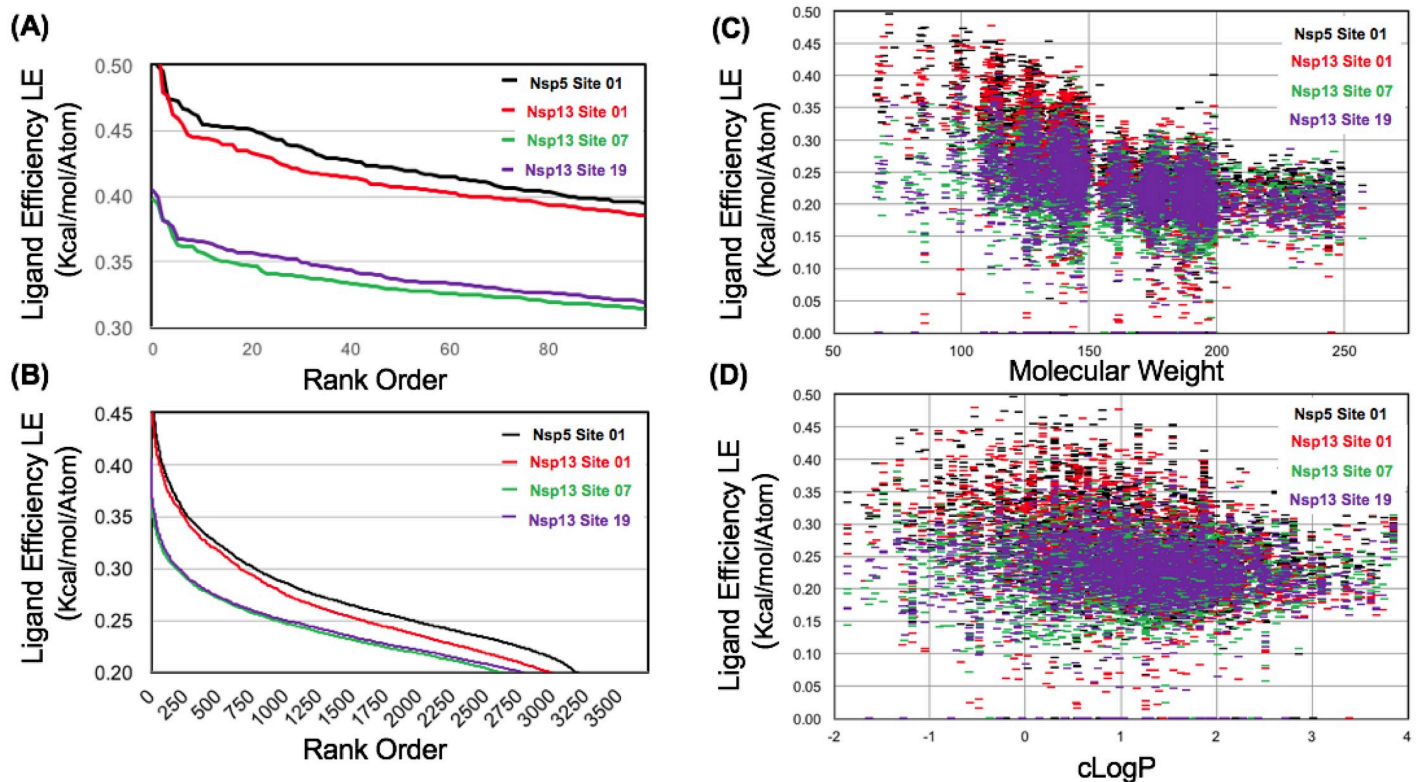 (A)
Ligand Efficiency LE
(Kcal/mol/Atom)
0.50
0.45
0.40
0.35
0.30
Nsp5 Site 01
Nsp13 Site 01
Nsp13 Site 07
Nsp13 Site 19
0 20 40 60 80
Rank Order
(B)
Ligand Efficiency LE
(Kcal/mol/Atom)
0.45
0.40
0.35
0.30
0.25
0.20
Nsp5 Site 01
Nsp13 Site 01
Nsp13 Site 07
Nsp13 Site 19
0 250 500 750 1000 1250 1500 1750 2000 2250 2500 2750 3000 3250 3500
Rank Order
(C)
Ligand Efficiency LE
(Kcal/mol/Atom)
0.50
0.45
0.40
0.35
0.30
0.25
0.20
0.15
0.10
0.05
0.00
Nsp5 Site 01
Nsp13 Site 01
Nsp13 Site 07
Nsp13 Site 19
50 100 150 200 250
Molecular Weight
(D)
Ligand Efficiency LE
(Kcal/mol/Atom)
0.50
0.45
0.40
0.35
0.30
0.25
0.20
0.15
0.10
0.05
0.00
Nsp5 Site 01
Nsp13 Site 01
Nsp13 Site 07
Nsp13 Site 19
-2 -1 0 1 2 3 4
cLogP